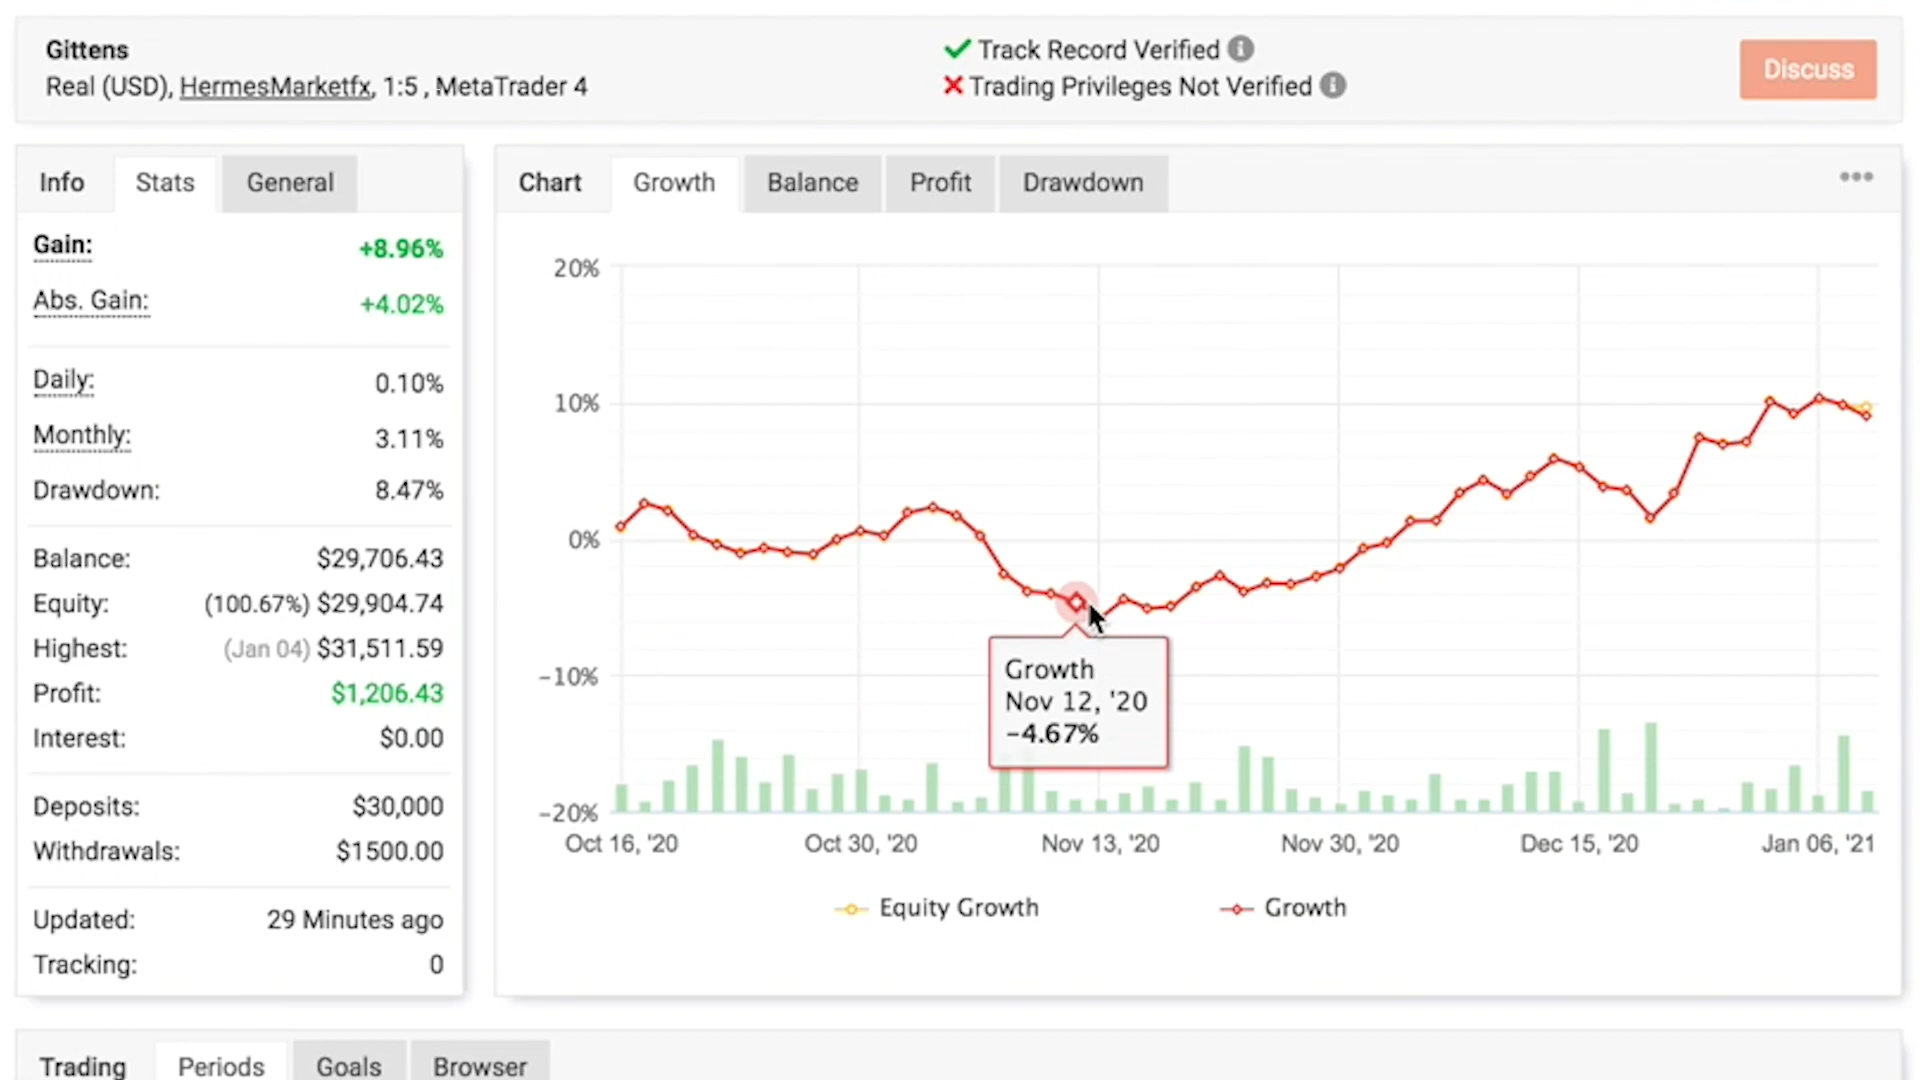 Gittens
Real (USD), HermesMarketfx, 1:5 , MetaTrader 4
Track Record Verified
Trading Privileges Not Verified
Discuss
Info Stats General
Gain: +8.96%
Abs. Gain: +4.02%
Daily: 0.10%
Monthly: 3.11%
Drawdown: 8.47%
Balance: $29,706.43
Equity: (100.67%) $29,904.74
Highest: (Jan 04) $31,511.59
Profit: $1,206.43
Interest: $0.00
Deposits: $30,000
Withdrawals: $1500.00
Updated: 29 Minutes ago
Tracking: 0
Chart Growth Balance Profit Drawdown
20%
10%
0%
-10%
-20%
Growth
Nov 12, '20
-4.67%
Oct 16, '20 Oct 30, '20 Nov 13, '20 Nov 30, '20 Dec 15, '20 Jan 06, '21
Equity Growth Growth
Trading Periods Goals Browser